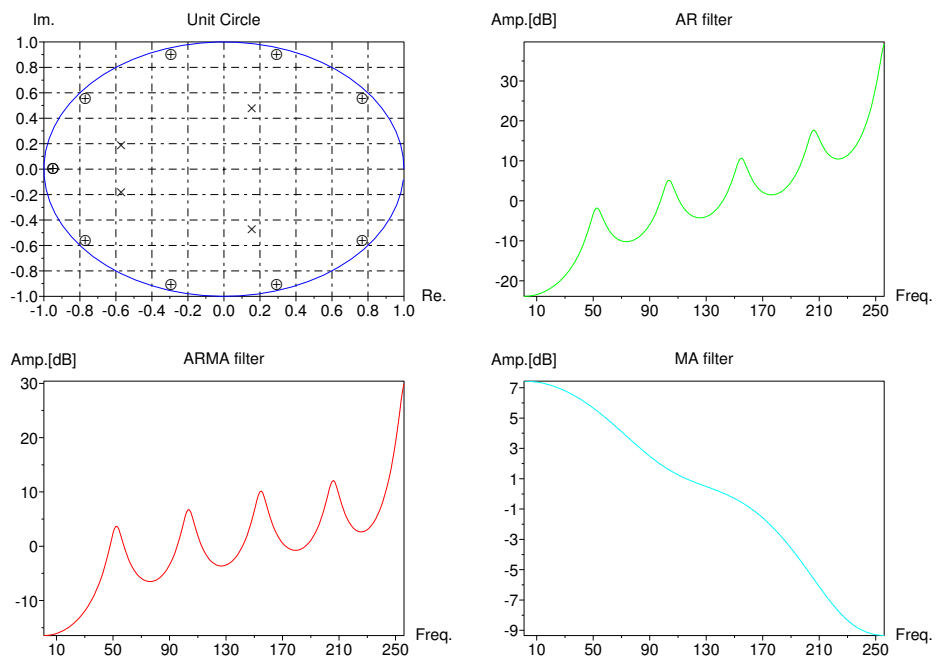 Im. Unit Circle
1.0
0.8
0.6
0.4
0.2
0.0
-0.2
-0.4
-0.6
-0.8
-1.0
-1.0 -0.8 -0.6 -0.4 -0.2 0.0 0.2 0.4 0.6 0.8 1.0
Re.
Amp.[dB] AR filter
30
20
10
0
-10
-20
10 50 90 130 170 210 250
Freq.
Amp.[dB] ARMA filter
30
20
10
0
-10
10 50 90 130 170 210 250
Freq.
Amp.[dB] MA filter
7
5
3
1
-1
-3
-5
-7
-9
10 50 90 130 170 210 250
Freq.